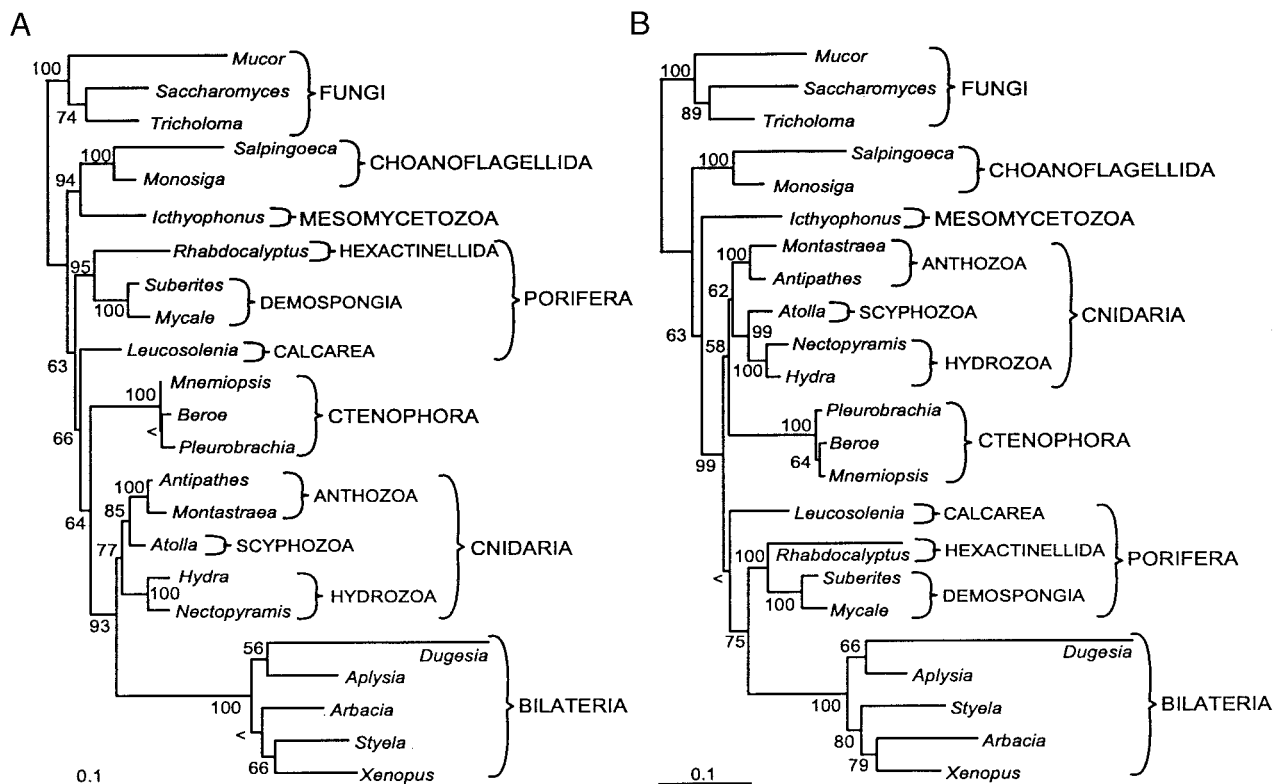 A
Mucor
100
Saccharomyces
FUNGI
74
Tricholoma
Salpingoeca
100
CHOANOFLAGELLIDA
Monosiga
94
Icthyophonus
MESOMYCETOZOA
Rhabdocalyptus
HEXACTINELLIDA
95
Suberites
DEMOSPONGIA
PORIFERA
100
Mycale
Leucosolenia
CALCAREA
63
Mnemiopsis
100
Beroe
CTENOPHORA
<
Pleurobrachia
66
Antipathes
100
ANTHOZOA
Montastraea
85
64
Atolla
SCYPHOZOA
CNIDARIA
77
Hydra
100
HYDROZOA
Nectopyramis
93
56
Dugesia
Aplysia
100
BILATERIA
Arbacia
<
Styela
66
Xenopus
0.1
B
Mucor
100
Saccharomyces
FUNGI
89
Tricholoma
Salpingoeca
100
CHOANOFLAGELLIDA
Monosiga
Icthyophonus
MESOMYCETOZOA
Montastraea
100
ANTHOZOA
Antipathes
62
Atolla
SCYPHOZOA
CNIDARIA
99
63
58
Nectopyramis
HYDROZOA
100
Hydra
Pleurobrachia
100
Beroe
CTENOPHORA
64
Mnemiopsis
99
Leucosolenia
CALCAREA
100
Rhabdocalyptus
HEXACTINELLIDA
PORIFERA
<
Suberites
DEMOSPONGIA
100
Mycale
75
66
Dugesia
Aplysia
100
BILATERIA
Styela
80
Arbacia
79
Xenopus
0.1